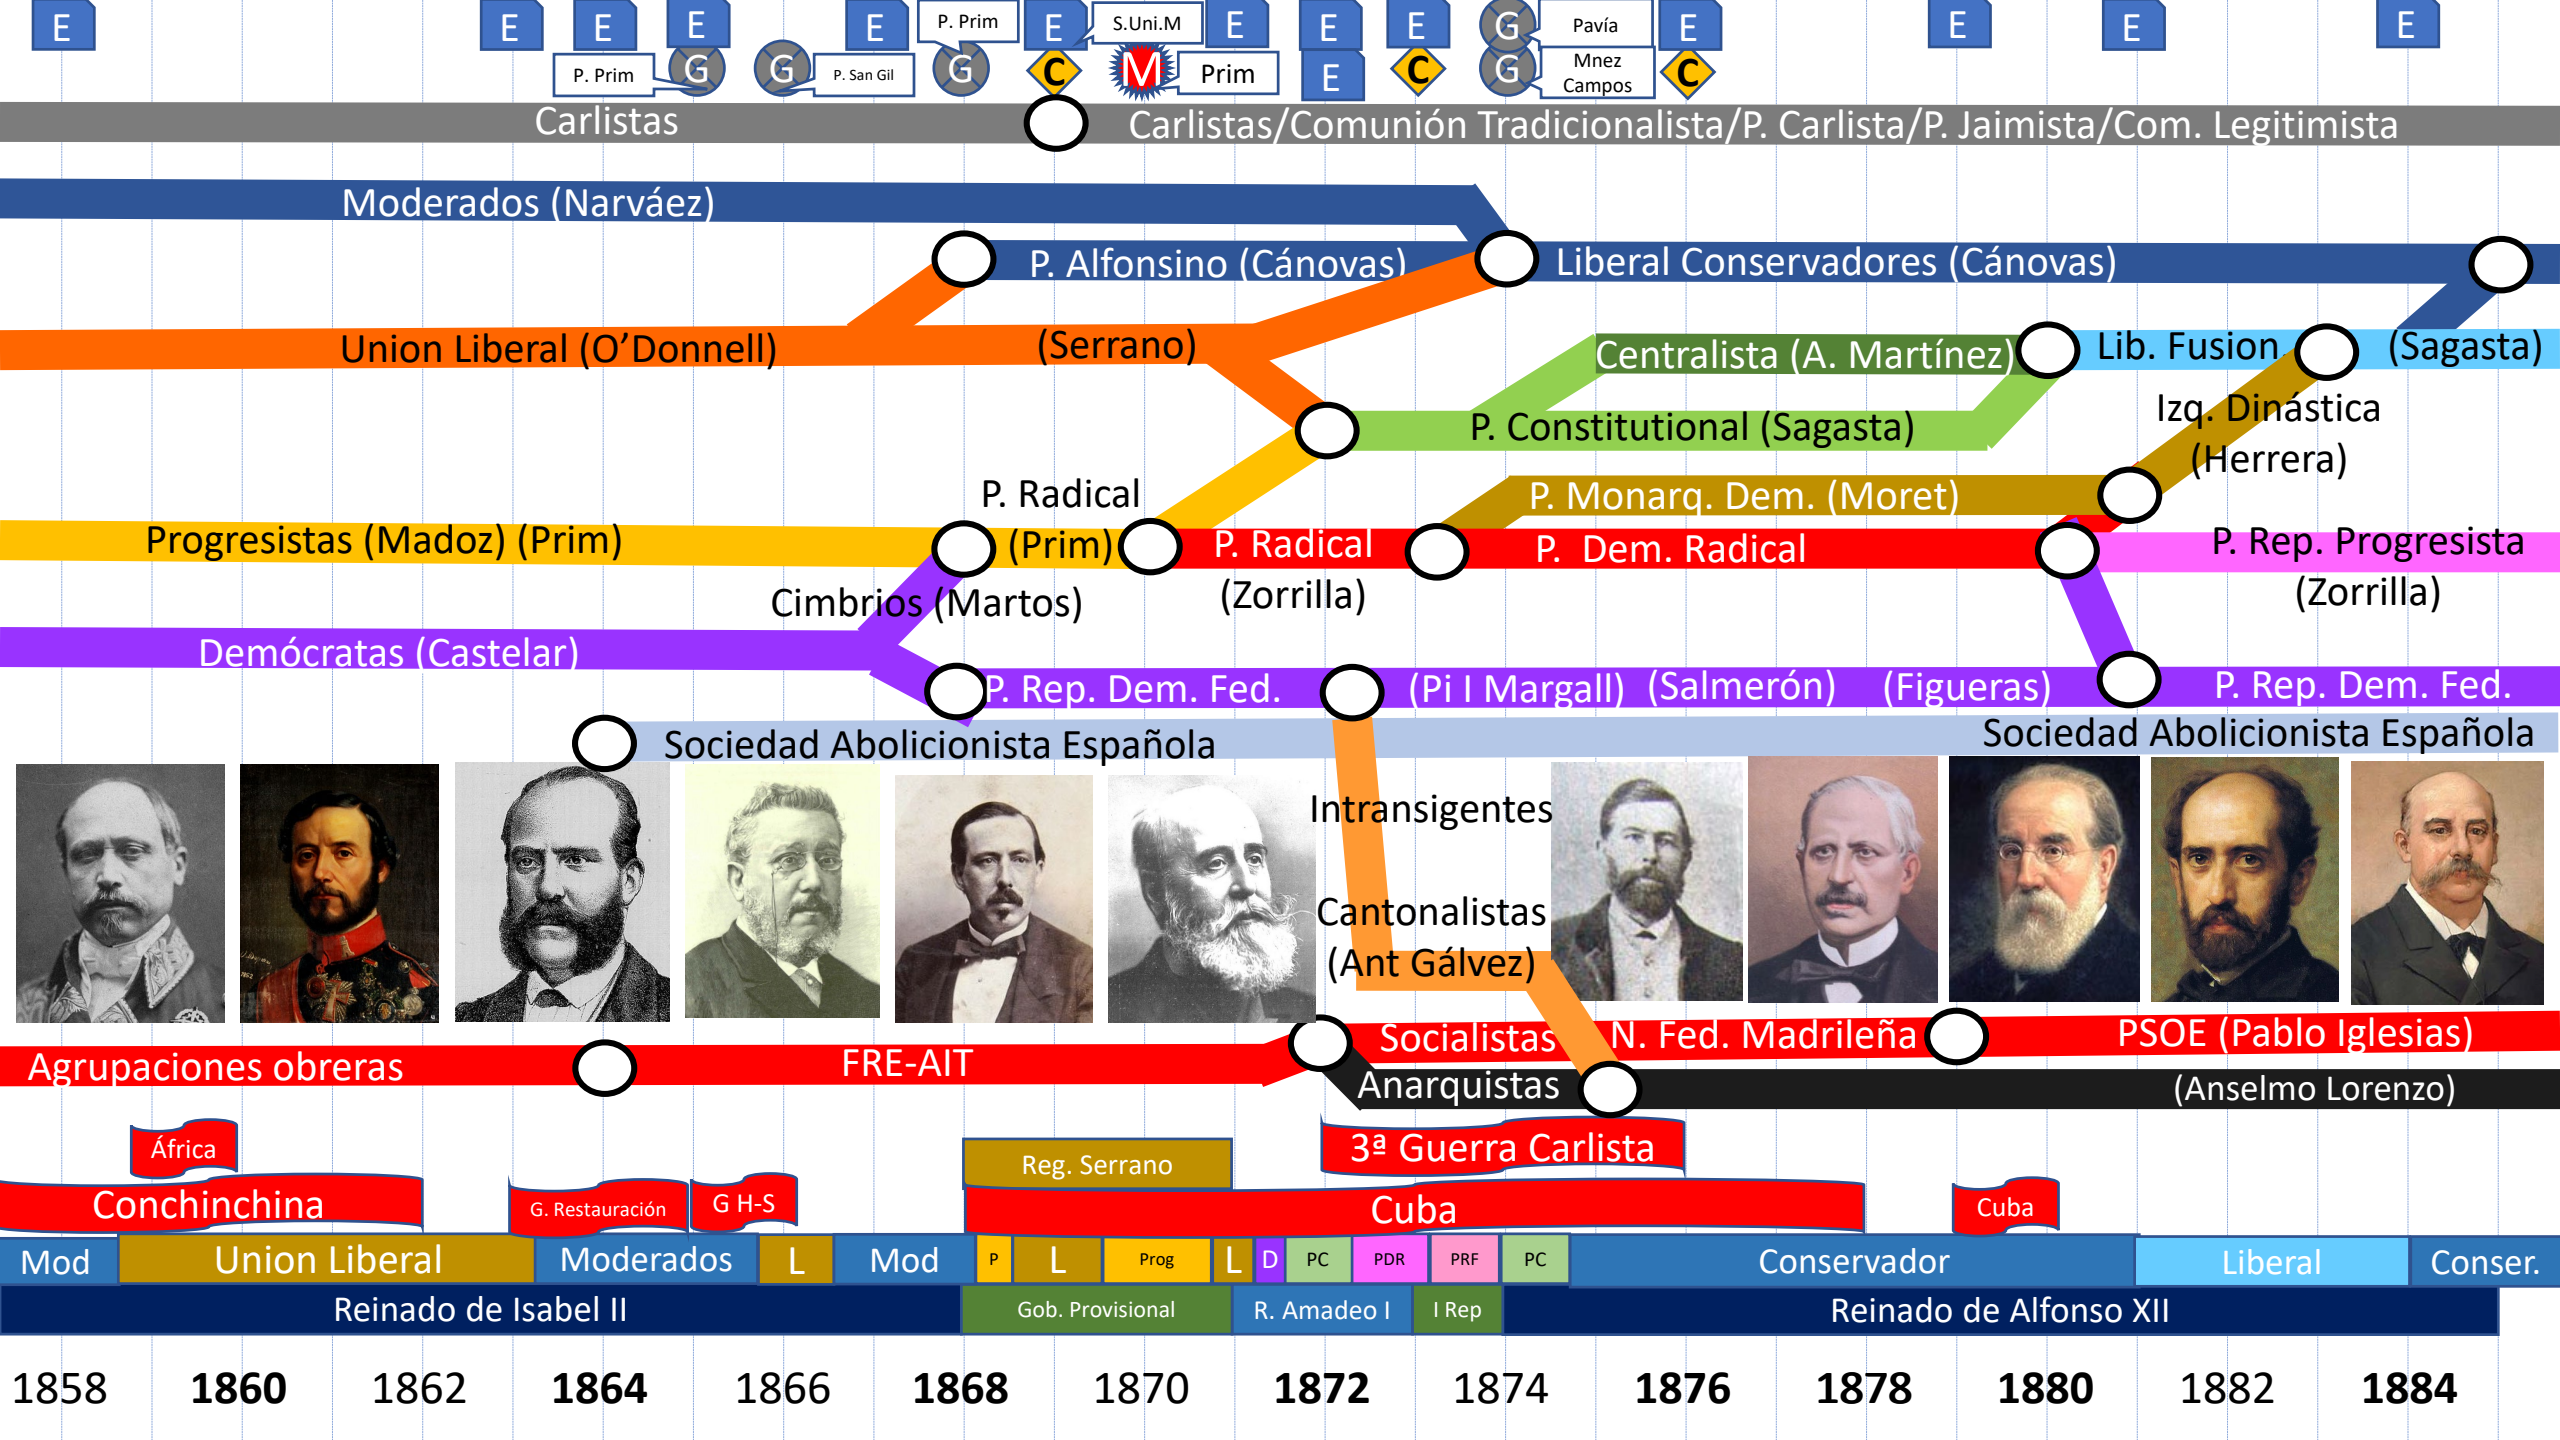 E
E
E
E
E
P. Prim
E
S.Uni.M
E
E
E
G
Pavía
E
E
E
E
P. Prim
G
G
P. San Gil
G
C
M
Prim
E
C
G
Mnez
Campos
C
Carlistas
Carlistas/Comunión Tradicionalista/P. Carlista/P. Jaimista/Com. Legitimista
Moderados (Narváez)
P. Alfonsino (Cánovas)
Liberal Conservadores (Cánovas)
Union Liberal (O’Donnell)
(Serrano)
Centralista (A. Martínez)
Lib. Fusion.
(Sagasta)
P. Constitutional (Sagasta)
Izq. Dinástica
(Herrera)
P. Radical
(Prim)
P. Monarq. Dem. (Moret)
Progresistas (Madoz) (Prim)
P. Radical
(Zorrilla)
P. Dem. Radical
P. Rep. Progresista
(Zorrilla)
Cimbrios (Martos)
Demócratas (Castelar)
P. Rep. Dem. Fed.
(Pi I Margall)
(Salmerón)
(Figueras)
P. Rep. Dem. Fed.
Sociedad Abolicionista Española
Sociedad Abolicionista Española
Intransigentes
Cantonalistas
(Ant Gálvez)
Agrupaciones obreras
FRE-AIT
Socialistas
N. Fed. Madrileña
PSOE (Pablo Iglesias)
Anarquistas
(Anselmo Lorenzo)
África
Reg. Serrano
3ª Guerra Carlista
Conchinchina
G. Restauración
G H-S
Cuba
Cuba
Mod
Union Liberal
Moderados
L
Mod
P
L
Prog
L
D
PC
PDR
PRF
PC
Conservador
Liberal
Conser.
Reinado de Isabel II
Gob. Provisional
R. Amadeo I
I Rep
Reinado de Alfonso XII
1858
1860
1862
1864
1866
1868
1870
1872
1874
1876
1878
1880
1882
1884